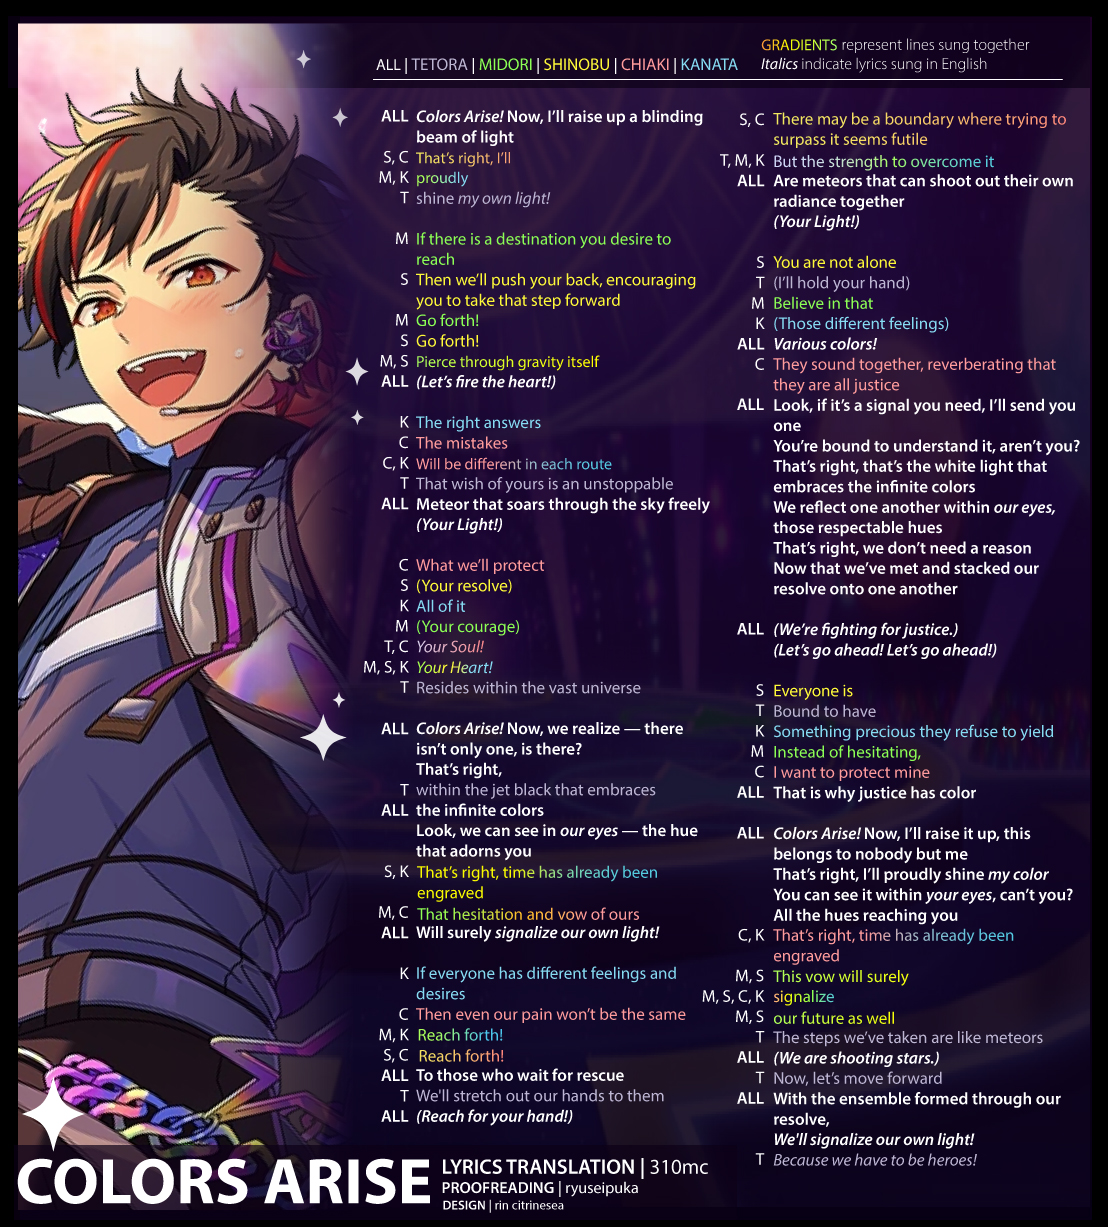 ALL | TETORA | MIDORI | SHINOBU | CHIAKI | KANATA
GRADIENTS represent lines sung together
Italics indicate lyrics sung in English
ALL Colors Arise! Now, I'll raise up a blinding
beam of light
S, C That's right, I'll
M, K proudly
T shine my own light!
M If there is a destination you desire to
reach
S Then we'll push your back, encouraging
you to take that step forward
M Go forth!
S Go forth!
M, S Pierce through gravity itself
ALL (Let's fire the heart!)
K The right answers
C The mistakes
C, K Will be different in each route
T That wish of yours is an unstoppable
ALL Meteor that soars through the sky freely
(Your Light!)
C What we'll protect
S (Your resolve)
K All of it
M (Your courage)
T, C Your Soul!
M, S, K Your Heart!
T Resides within the vast universe
ALL Colors Arise! Now, we realize — there
isn't only one, is there?
That's right,
T within the jet black that embraces
ALL the infinite colors
Look, we can see in our eyes — the hue
that adorns you
S, K That's right, time has already been
engraved
M, C That hesitation and vow of ours
ALL Will surely signalize our own light!
K If everyone has different feelings and
desires
C Then even our pain won't be the same
M, K Reach forth!
S, C Reach forth!
ALL To those who wait for rescue
T We'll stretch out our hands to them
ALL (Reach for your hand!)
S, C There may be a boundary where trying to
surpass it seems futile
T, M, K But the strength to overcome it
ALL Are meteors that can shoot out their own
radiance together
(Your Light!)
S You are not alone
T (I'll hold your hand)
M Believe in that
K (Those different feelings)
ALL Various colors!
C They sound together, reverberating that
they are all justice
ALL Look, if it's a signal you need, I'll send you
one
You're bound to understand it, aren't you?
That's right, that's the white light that
embraces the infinite colors
We reflect one another within our eyes,
those respectable hues
That's right, we don't need a reason
Now that we've met and stacked our
resolve onto one another
ALL (We're fighting for justice.)
(Let's go ahead! Let's go ahead!)
S Everyone is
T Bound to have
K Something precious they refuse to yield
M Instead of hesitating,
C I want to protect mine
ALL That is why justice has color
ALL Colors Arise! Now, I'll raise it up, this
belongs to nobody but me
That's right, I'll proudly shine my color
You can see it within your eyes, can't you?
All the hues reaching you
C, K That's right, time has already been
engraved
M, S This vow will surely
M, S, C, K signalize
M, S our future as well
T The steps we've taken are like meteors
ALL (We are shooting stars.)
T Now, let's move forward
ALL With the ensemble formed through our
resolve,
We'll signalize our own light!
T Because we have to be heroes!
COLORS ARISE
LYRICS TRANSLATION | 310mc
PROOFREADING | ryuseipuka
DESIGN | rin citrinesea